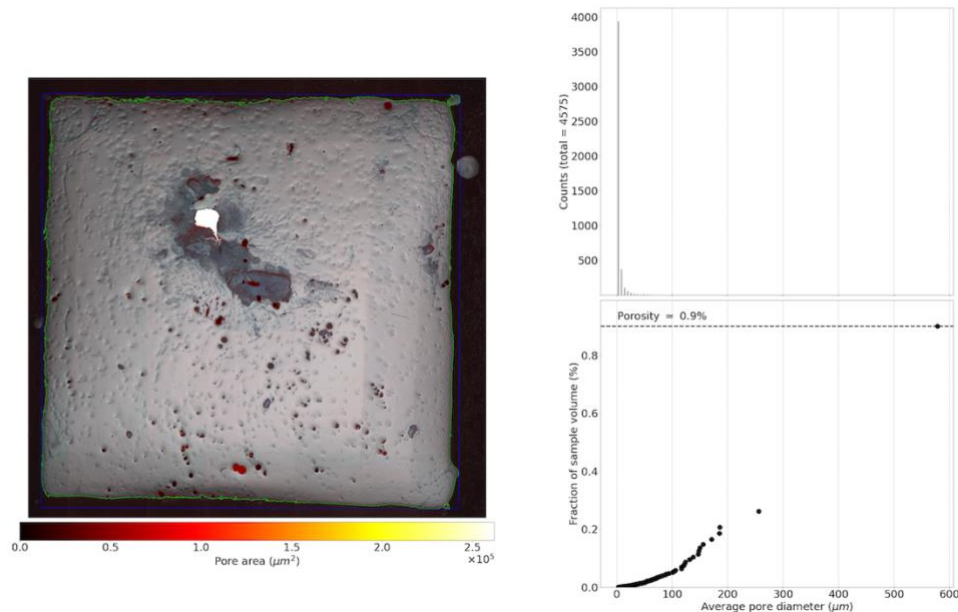 0.0 0.5 1.0 1.5 2.0 2.5
Pore area (μm²)
×10⁵
Counts (total = 4575)
4000
3500
3000
2500
2000
1500
1000
500
Porosity = 0.9%
Fraction of sample volume (%)
0.8
0.6
0.4
0.2
0.0
0 100 200 300 400 500 600
Average pore diameter (μm)